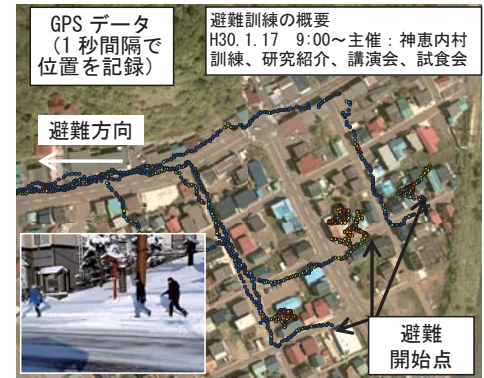 GPS データ
(1 秒間隔で
位置を記録)
避難訓練の概要
H30.1.17　9:00～主催：神恵内村
訓練、研究紹介、講演会、試食会
避難方向
避難
開始点